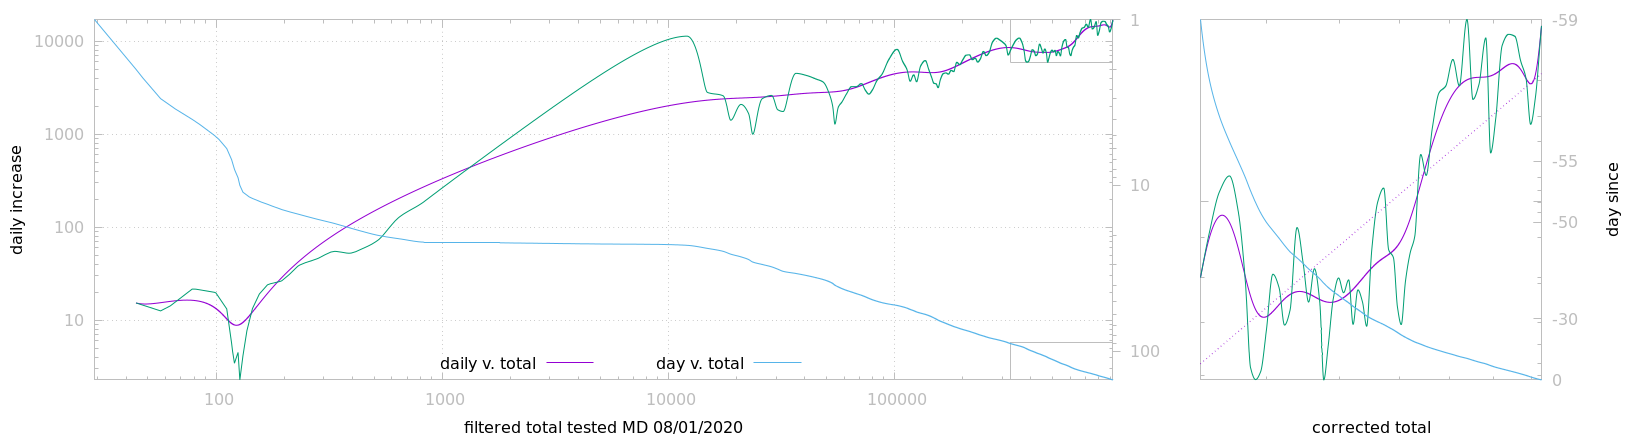 10000
1000
100
10
daily increase
1
10
100
daily v. total
day v. total
100
1000
10000
100000
filtered total tested MD 08/01/2020
-59
-55
-50
-30
0
day since
corrected total